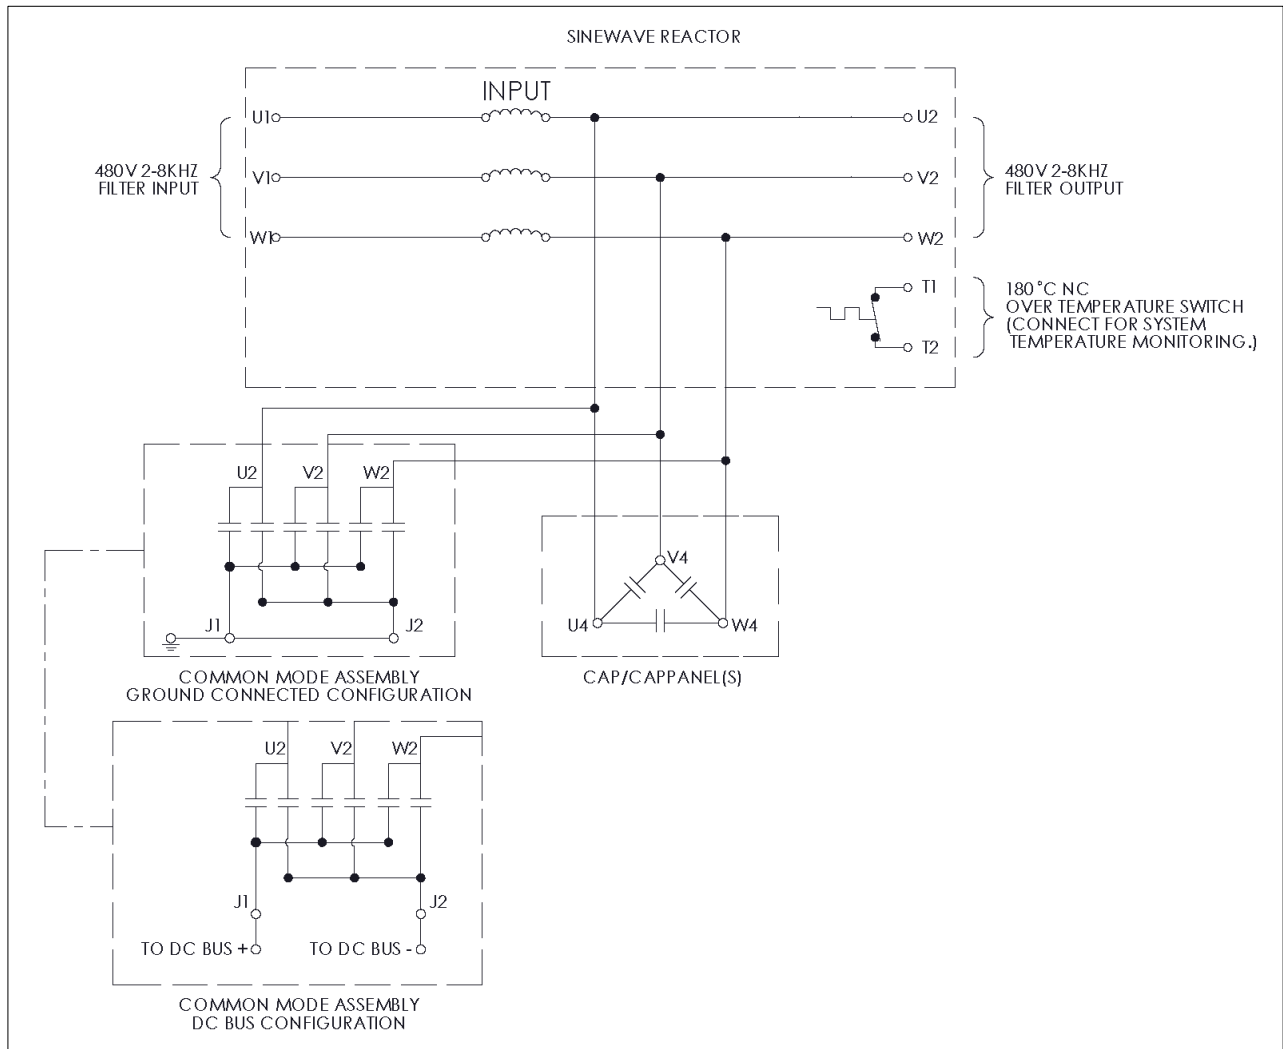 SINEWAVE REACTOR
INPUT
U1
U2
480V 2-8KHZ
FILTER INPUT
V1
V2
480V 2-8KHZ
FILTER OUTPUT
W1
W2
T1
180°C NC
OVER TEMPERATURE SWITCH
(CONNECT FOR SYSTEM
TEMPERATURE MONITORING.)
T2
U2
V2
W2
J1
J2
COMMON MODE ASSEMBLY
GROUND CONNECTED CONFIGURATION
V4
U4
W4
CAP/CAPPANEL(S)
U2
V2
W2
J1
J2
TO DC BUS +
TO DC BUS -
COMMON MODE ASSEMBLY
DC BUS CONFIGURATION